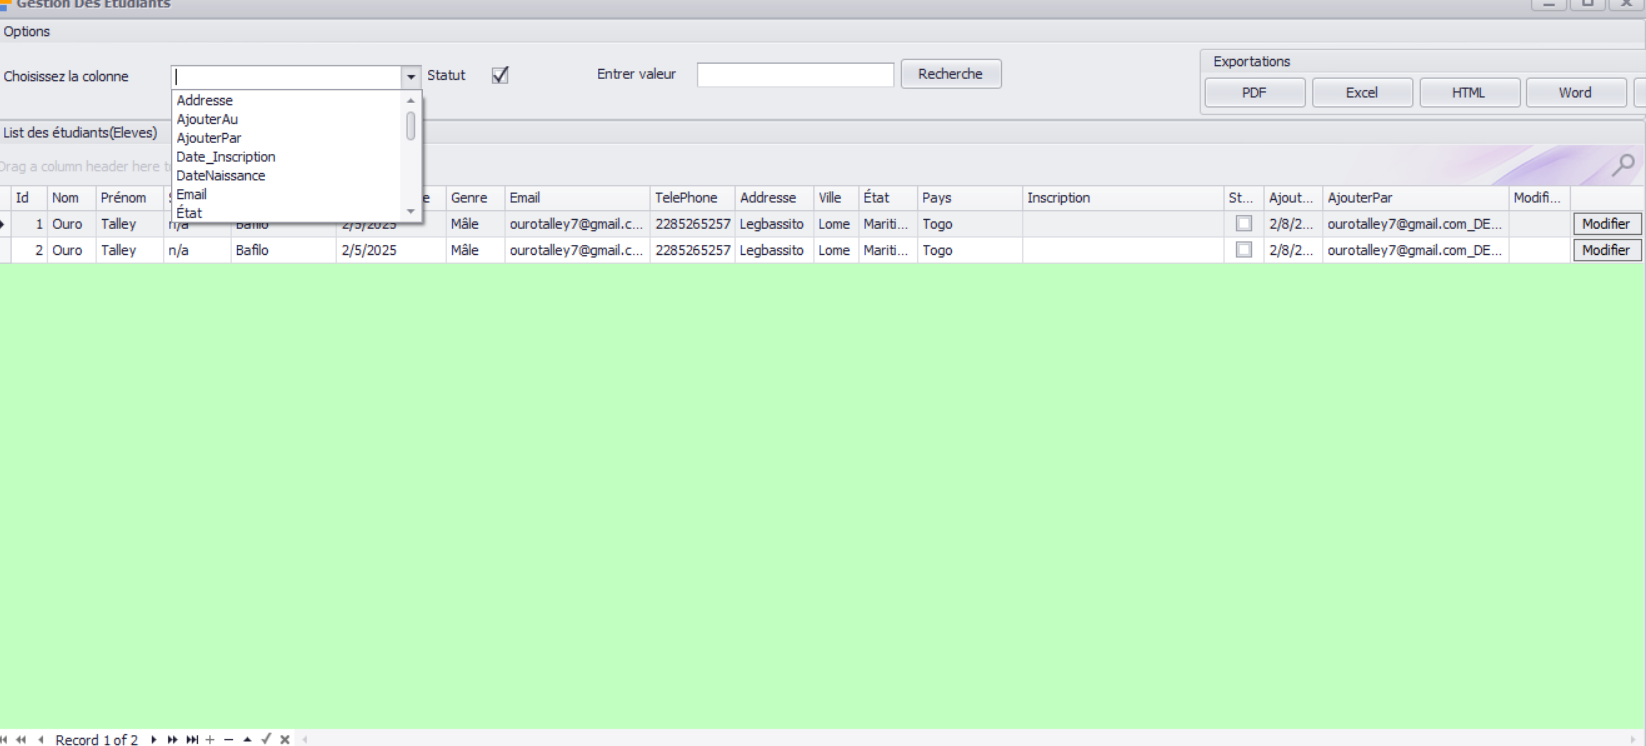 Gestion Des Etudiants
Options
Choisissez la colonne
Statut
Entrer valeur
Recherche
Exportations
PDF Excel HTML Word
Addresse
AjouterAu
AjouterPar
Date_Inscription
DateNaissance
Email
État
List des étudiants(Eleves)
Drag a column header here
Id Nom Prénom Genre Email TelePhone Addresse Ville État Pays Inscription St... Ajout... AjouterPar Modifi...
1 Ouro Talley n/a Bafilo 2/5/2025 Mâle ourotalley7@gmail.c... 2285265257 Legbassito Lome Mariti... Togo 2/8/2... ourotalley7@gmail.com_DE... Modifier
2 Ouro Talley n/a Bafilo 2/5/2025 Mâle ourotalley7@gmail.c... 2285265257 Legbassito Lome Mariti... Togo 2/8/2... ourotalley7@gmail.com_DE... Modifier
Record 1 of 2